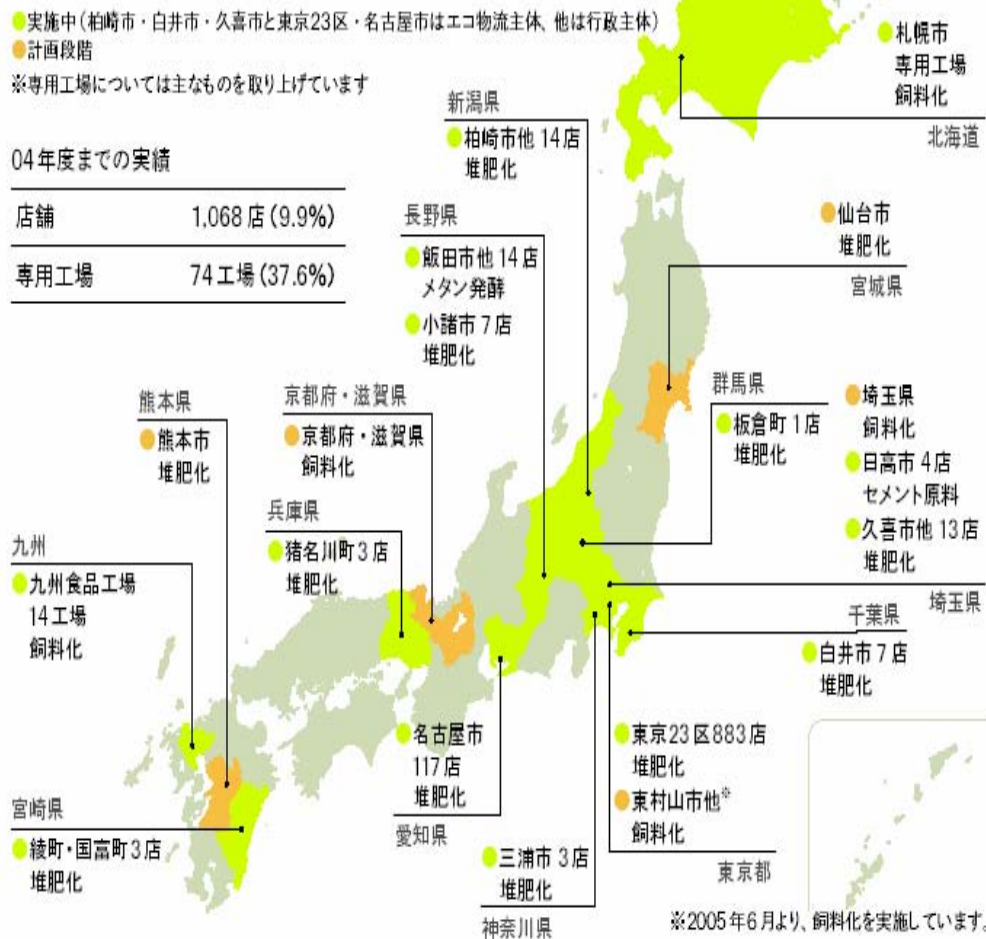 ●実施中(柏崎市・白井市・久喜市と東京23区・名古屋市はエコ物流主体、他は行政主体)
●計画段階
※専用工場については主なものを取り上げています
04年度までの実績
店舗 1,068店(9.9%)
専用工場 74工場(37.6%)
●札幌市
専用工場
飼料化
北海道
新潟県
●柏崎市他 14店
堆肥化
長野県
●飯田市他 14店
メタン発酵
●小諸市 7店
堆肥化
●仙台市
堆肥化
宮城県
群馬県
●板倉町 1店
堆肥化
●埼玉県
飼料化
●日高市 4店
セメント原料
●久喜市他 13店
堆肥化
埼玉県
熊本県
●熊本市
堆肥化
京都府・滋賀県
●京都府・滋賀県
飼料化
兵庫県
●猪名川町3店
堆肥化
九州
●九州食品工場
14工場
飼料化
千葉県
●白井市 7店
堆肥化
●名古屋市
117店
堆肥化
愛知県
●東京23区883店
堆肥化
●東村山市他※
飼料化
東京都
宮崎県
●綾町・国富町3店
堆肥化
●三浦市 3店
堆肥化
神奈川県
※2005年6月より、飼料化を実施しています。